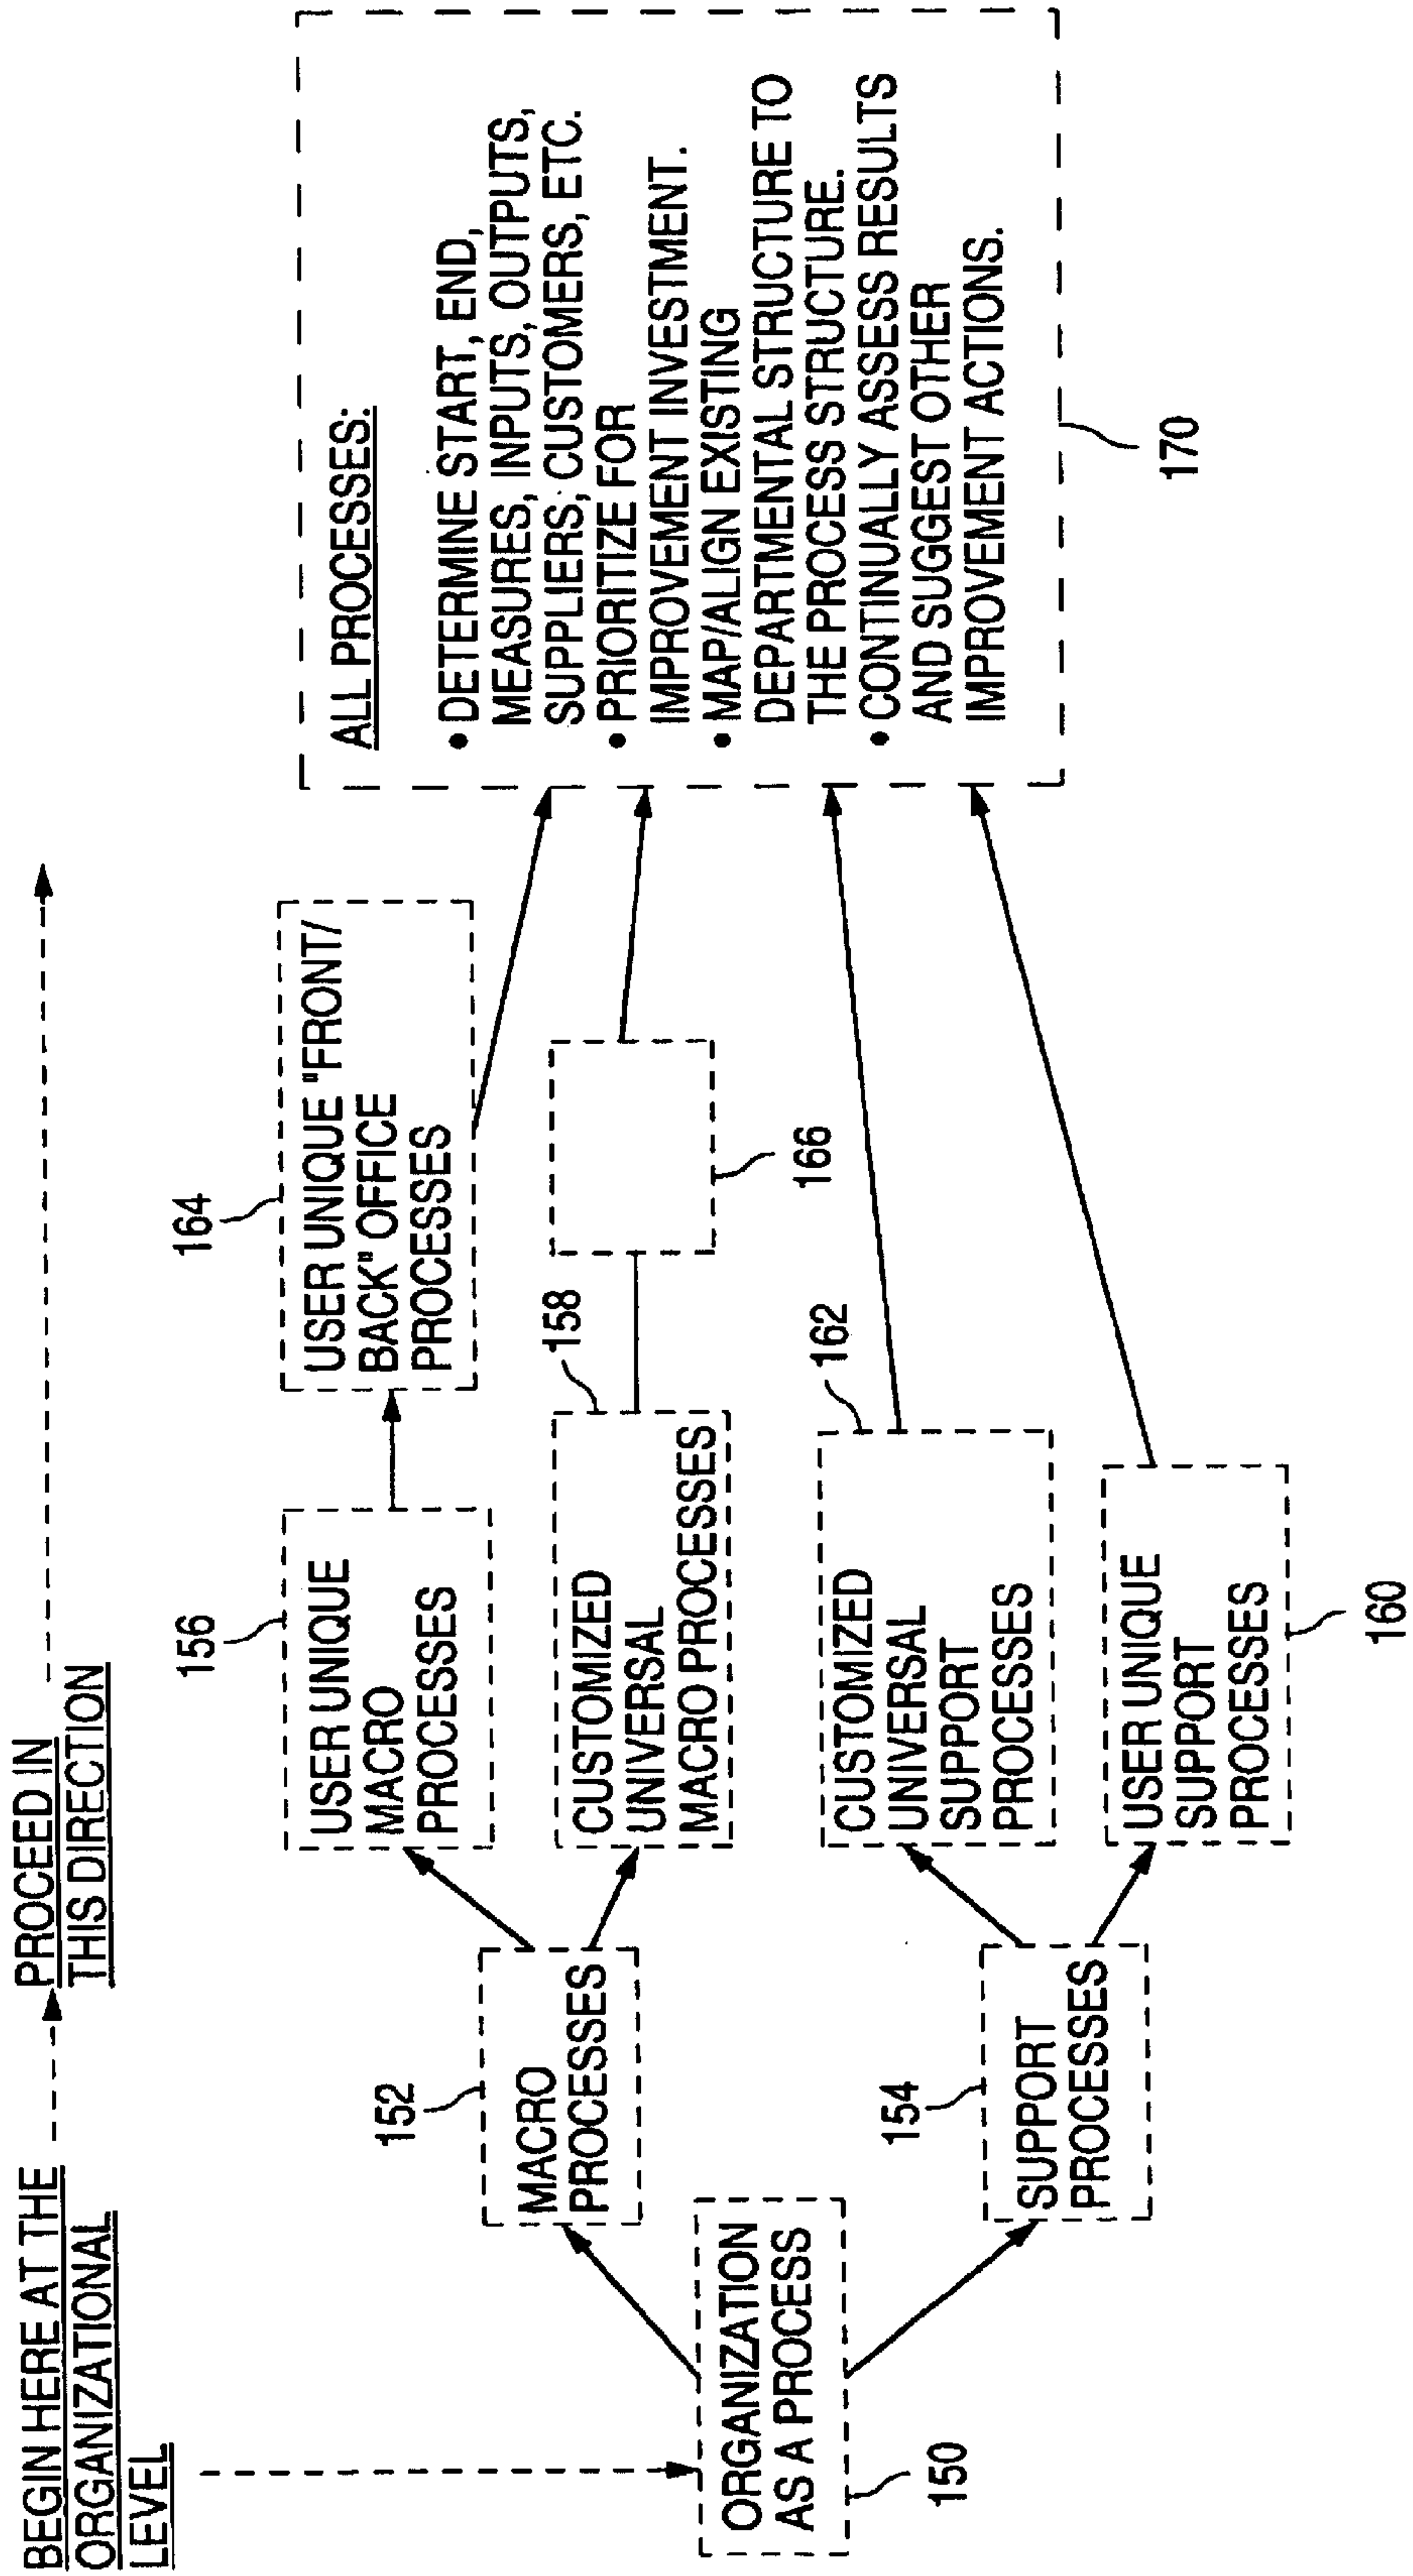 BEGIN HERE AT THE
ORGANIZATIONAL
LEVEL
PROCEED IN
THIS DIRECTION
150
ORGANIZATION
AS A PROCESS
152
MACRO
PROCESSES
154
SUPPORT
PROCESSES
156
USER UNIQUE
MACRO
PROCESSES
158
CUSTOMIZED
UNIVERSAL
MACRO PROCESSES
162
CUSTOMIZED
UNIVERSAL
SUPPORT
PROCESSES
USER UNIQUE
SUPPORT
PROCESSES
160
164
USER UNIQUE "FRONT/
BACK" OFFICE
PROCESSES
166
ALL PROCESSES:
• DETERMINE START, END,
MEASURES, INPUTS, OUTPUTS,
SUPPLIERS, CUSTOMERS, ETC.
• PRIORITIZE FOR
IMPROVEMENT INVESTMENT.
• MAP/ALIGN EXISTING
DEPARTMENTAL STRUCTURE TO
THE PROCESS STRUCTURE.
• CONTINUALLY ASSESS RESULTS
AND SUGGEST OTHER
IMPROVEMENT ACTIONS.
170